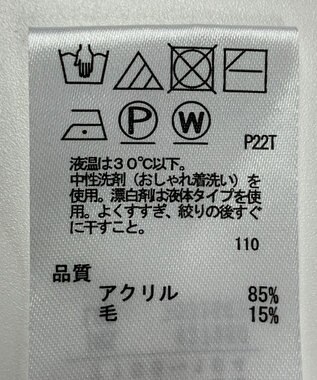 P W P22T
液温は30℃以下。
中性洗剤（おしゃれ着洗い）を
使用。漂白剤は液体タイプを使
用。よくすすぎ、絞りの後すぐ
に干すこと。
110
品質
アクリル 85%
毛 15%